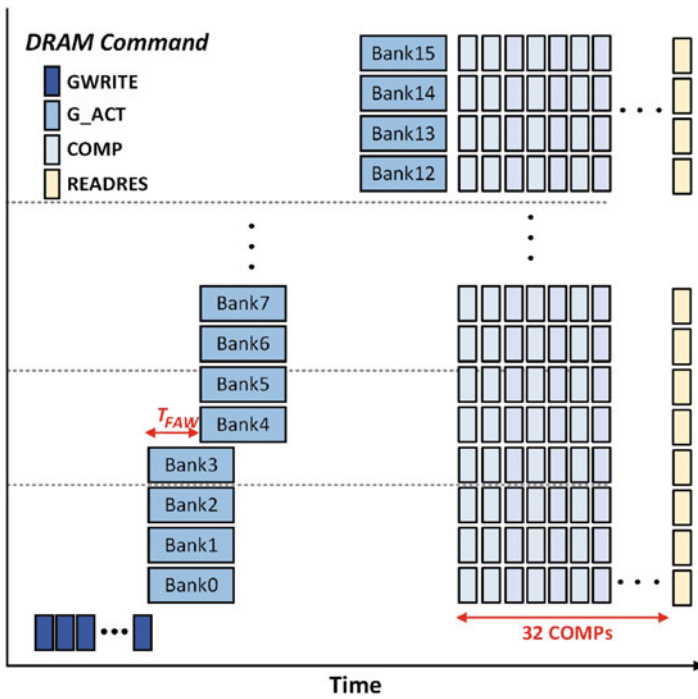 DRAM Command
GWRITE
G_ACT
COMP
READRES
Bank15
Bank14
Bank13
Bank12
Bank7
Bank6
Bank5
Bank4
TFAW
Bank3
Bank2
Bank1
Bank0
32 COMPs
Time